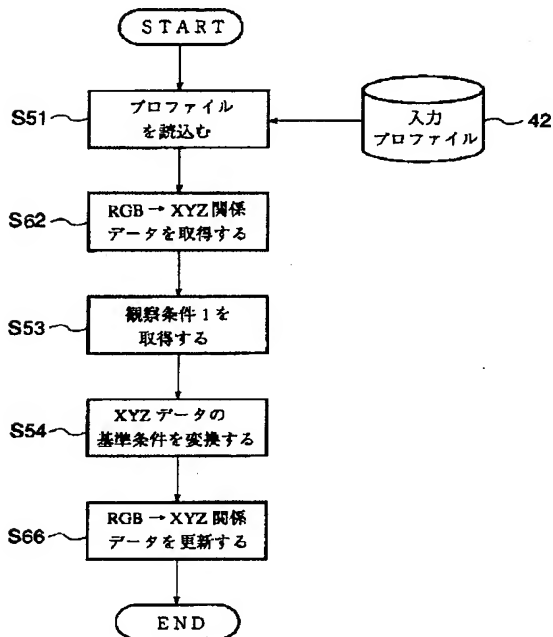 START
S51
プロファイル
を読込む
入力
プロファイル
42
S62
RGB → XYZ 関係
データを取得する
S53
観察条件 1 を
取得する
S54
XYZ データの
基準条件を変換する
S66
RGB → XYZ 関係
データを更新する
END